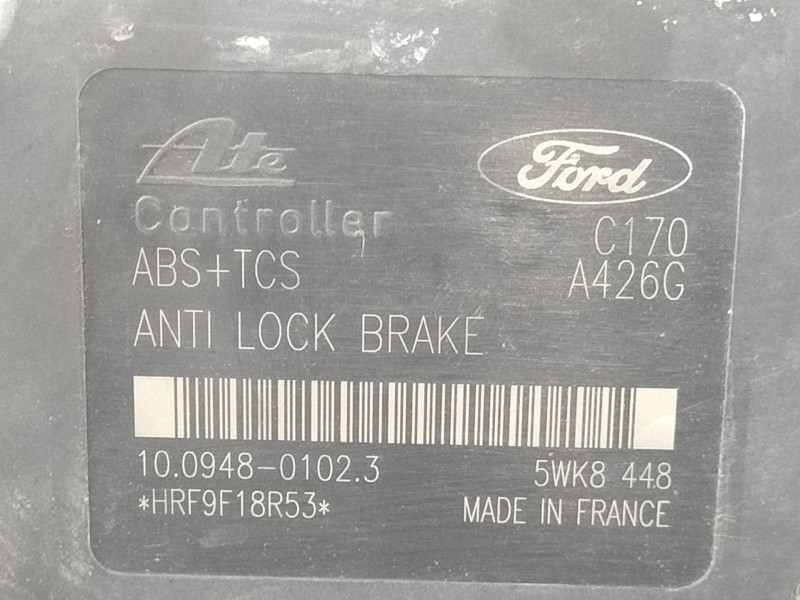 Ate
Ford
Controller
C170
ABS+TCS
A426G
ANTI LOCK BRAKE
10.0948-0102.3
5WK8 448
*HRF9F18R53*
MADE IN FRANCE